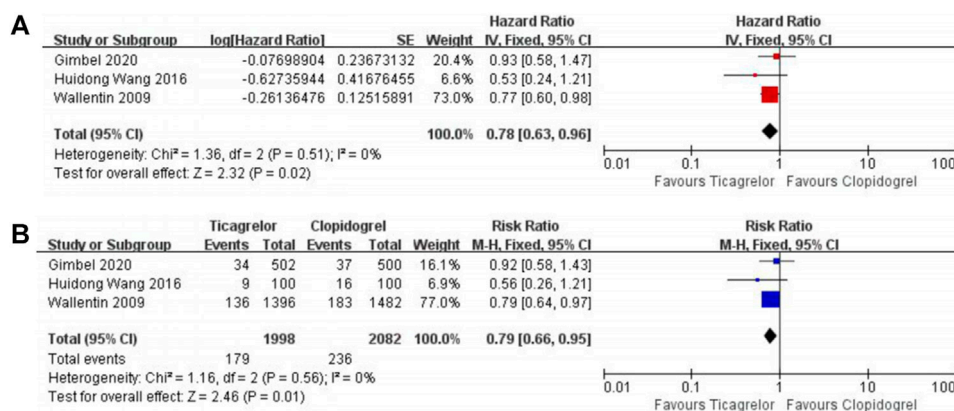 A
Hazard Ratio Hazard Ratio
Study or Subgroup log[Hazard Ratio] SE Weight IV, Fixed, 95% CI IV, Fixed, 95% CI
Gimbel 2020 -0.07698904 0.23673132 20.4% 0.93 [0.58, 1.47]
Huidong Wang 2016 -0.62735944 0.41676455 6.6% 0.53 [0.24, 1.21]
Wallentin 2009 -0.26136476 0.12515891 73.0% 0.77 [0.60, 0.98]
Total (95% CI) 100.0% 0.78 [0.63, 0.96]
Heterogeneity: Chi² = 1.36, df = 2 (P = 0.51); I² = 0%
Test for overall effect: Z = 2.32 (P = 0.02)
0.01 0.1 1 10 100
Favours Ticagrelor Favours Clopidogrel
B
Ticagrelor Clopidogrel Risk Ratio Risk Ratio
Study or Subgroup Events Total Events Total Weight M-H, Fixed, 95% CI M-H, Fixed, 95% CI
Gimbel 2020 34 502 37 500 16.1% 0.92 [0.58, 1.43]
Huidong Wang 2016 9 100 16 100 6.9% 0.56 [0.26, 1.21]
Wallentin 2009 136 1396 183 1482 77.0% 0.79 [0.64, 0.97]
Total (95% CI) 1998 2082 100.0% 0.79 [0.66, 0.95]
Total events 179 236
Heterogeneity: Chi² = 1.16, df = 2 (P = 0.56); I² = 0%
Test for overall effect: Z = 2.46 (P = 0.01)
0.01 0.1 1 10 100
Favours Ticagrelor Favours Clopidogrel